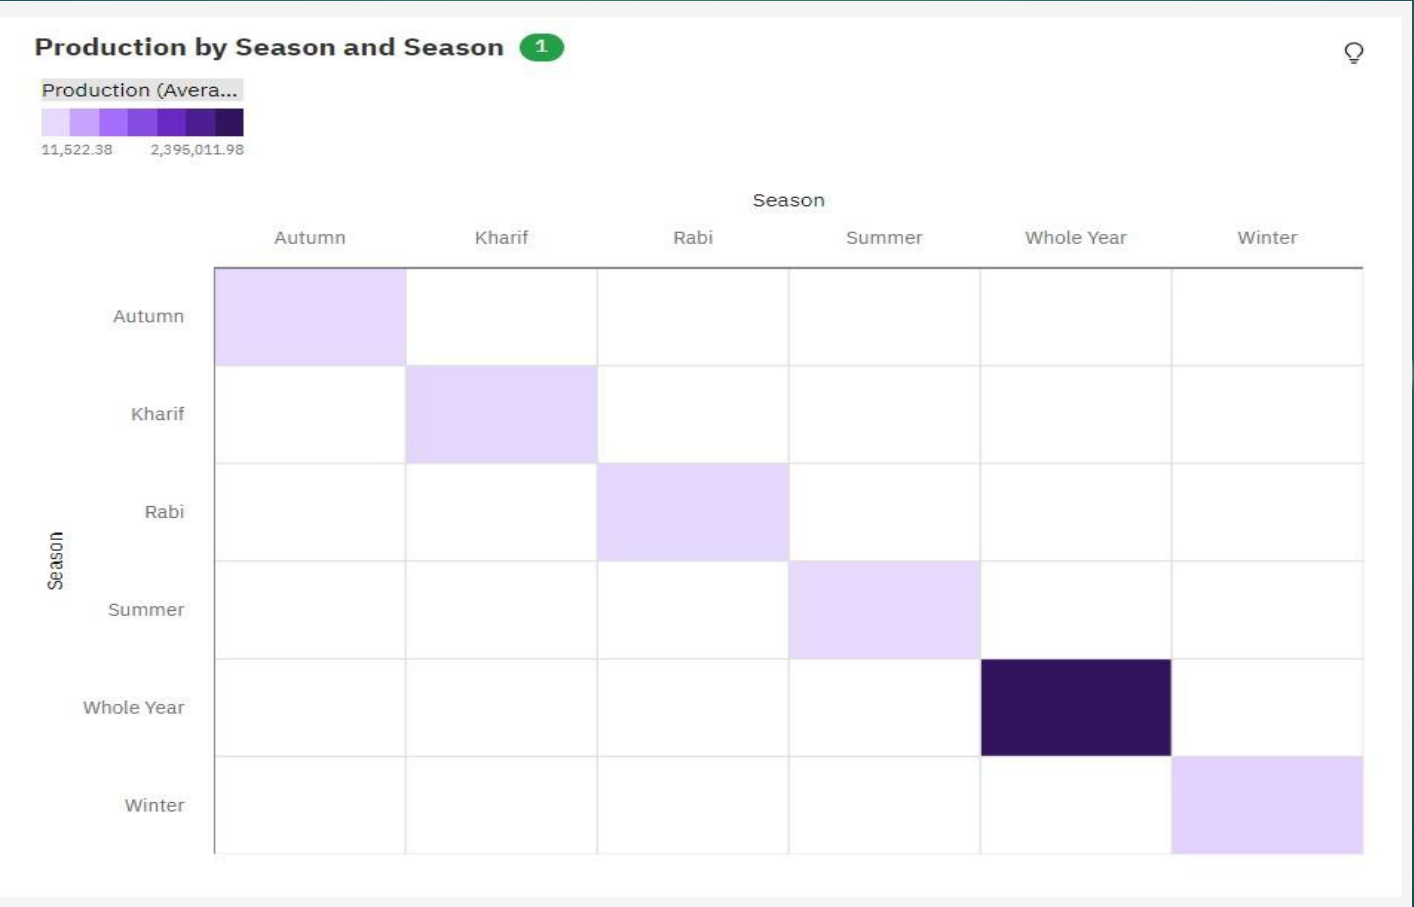 Production by Season and Season 1
Production (Avera...
11,522.38 2,395,011.98
Season
Autumn Kharif Rabi Summer Whole Year Winter
Autumn
Kharif
Rabi
Season
Summer
Whole Year
Winter